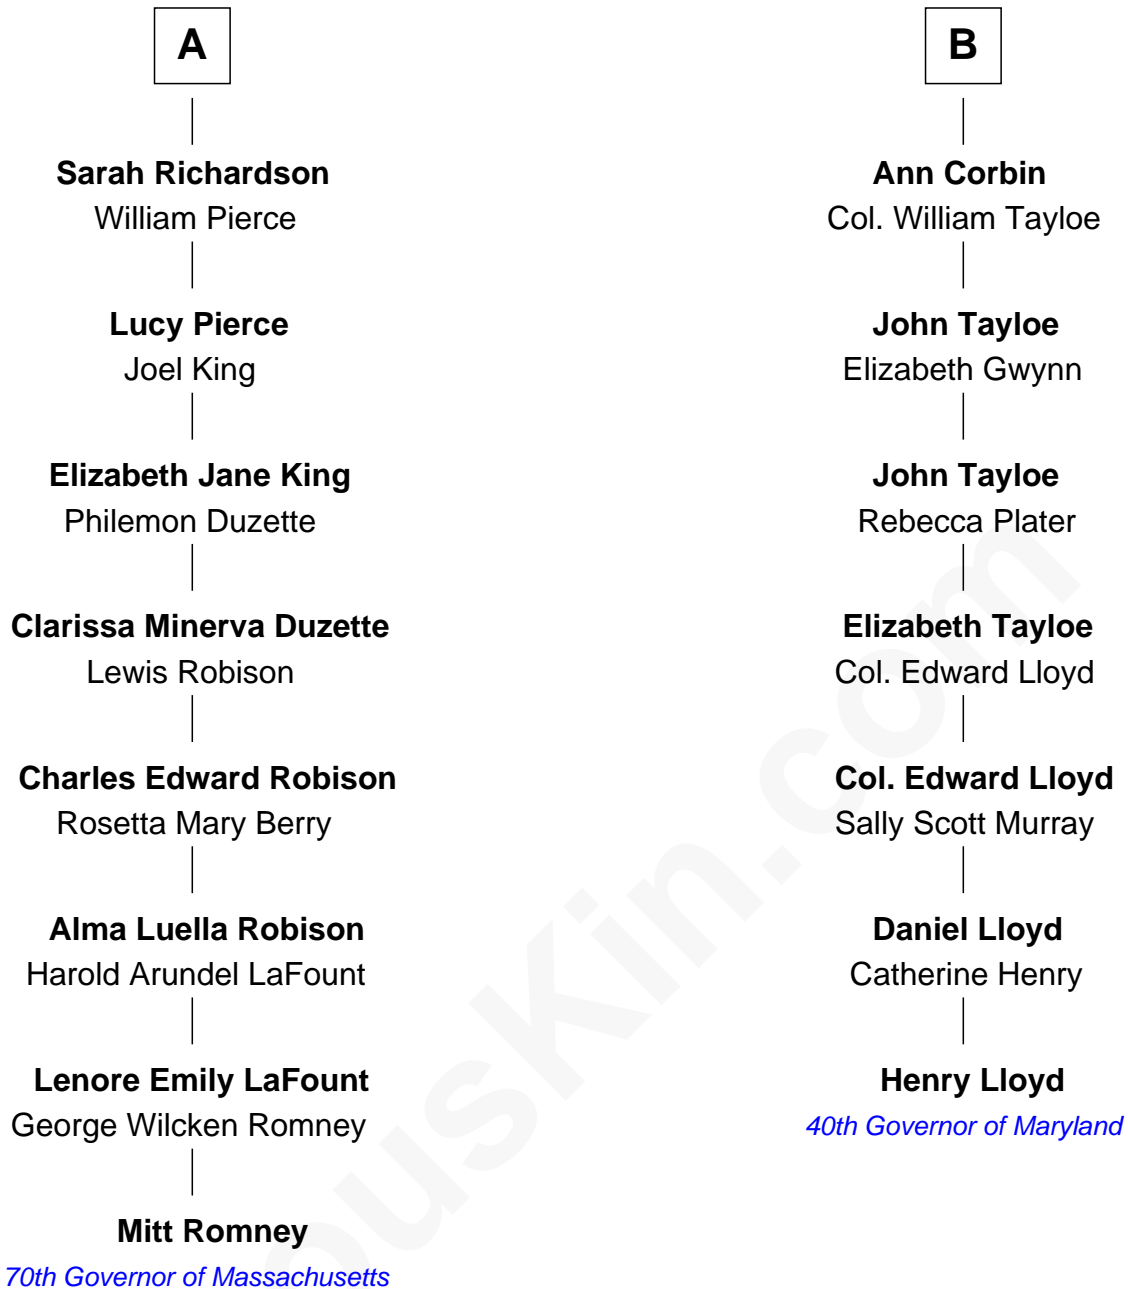 A
Sarah Richardson
William Pierce
Lucy Pierce
Joel King
Elizabeth Jane King
Philemon Duzette
Clarissa Minerva Duzette
Lewis Robison
Charles Edward Robison
Rosetta Mary Berry
Alma Luella Robison
Harold Arundel LaFount
Lenore Emily LaFount
George Wilcken Romney
Mitt Romney
70th Governor of Massachusetts
B
Ann Corbin
Col. William Tayloe
John Tayloe
Elizabeth Gwynn
John Tayloe
Rebecca Plater
Elizabeth Tayloe
Col. Edward Lloyd
Col. Edward Lloyd
Sally Scott Murray
Daniel Lloyd
Catherine Henry
Henry Lloyd
40th Governor of Maryland
ousKin.com